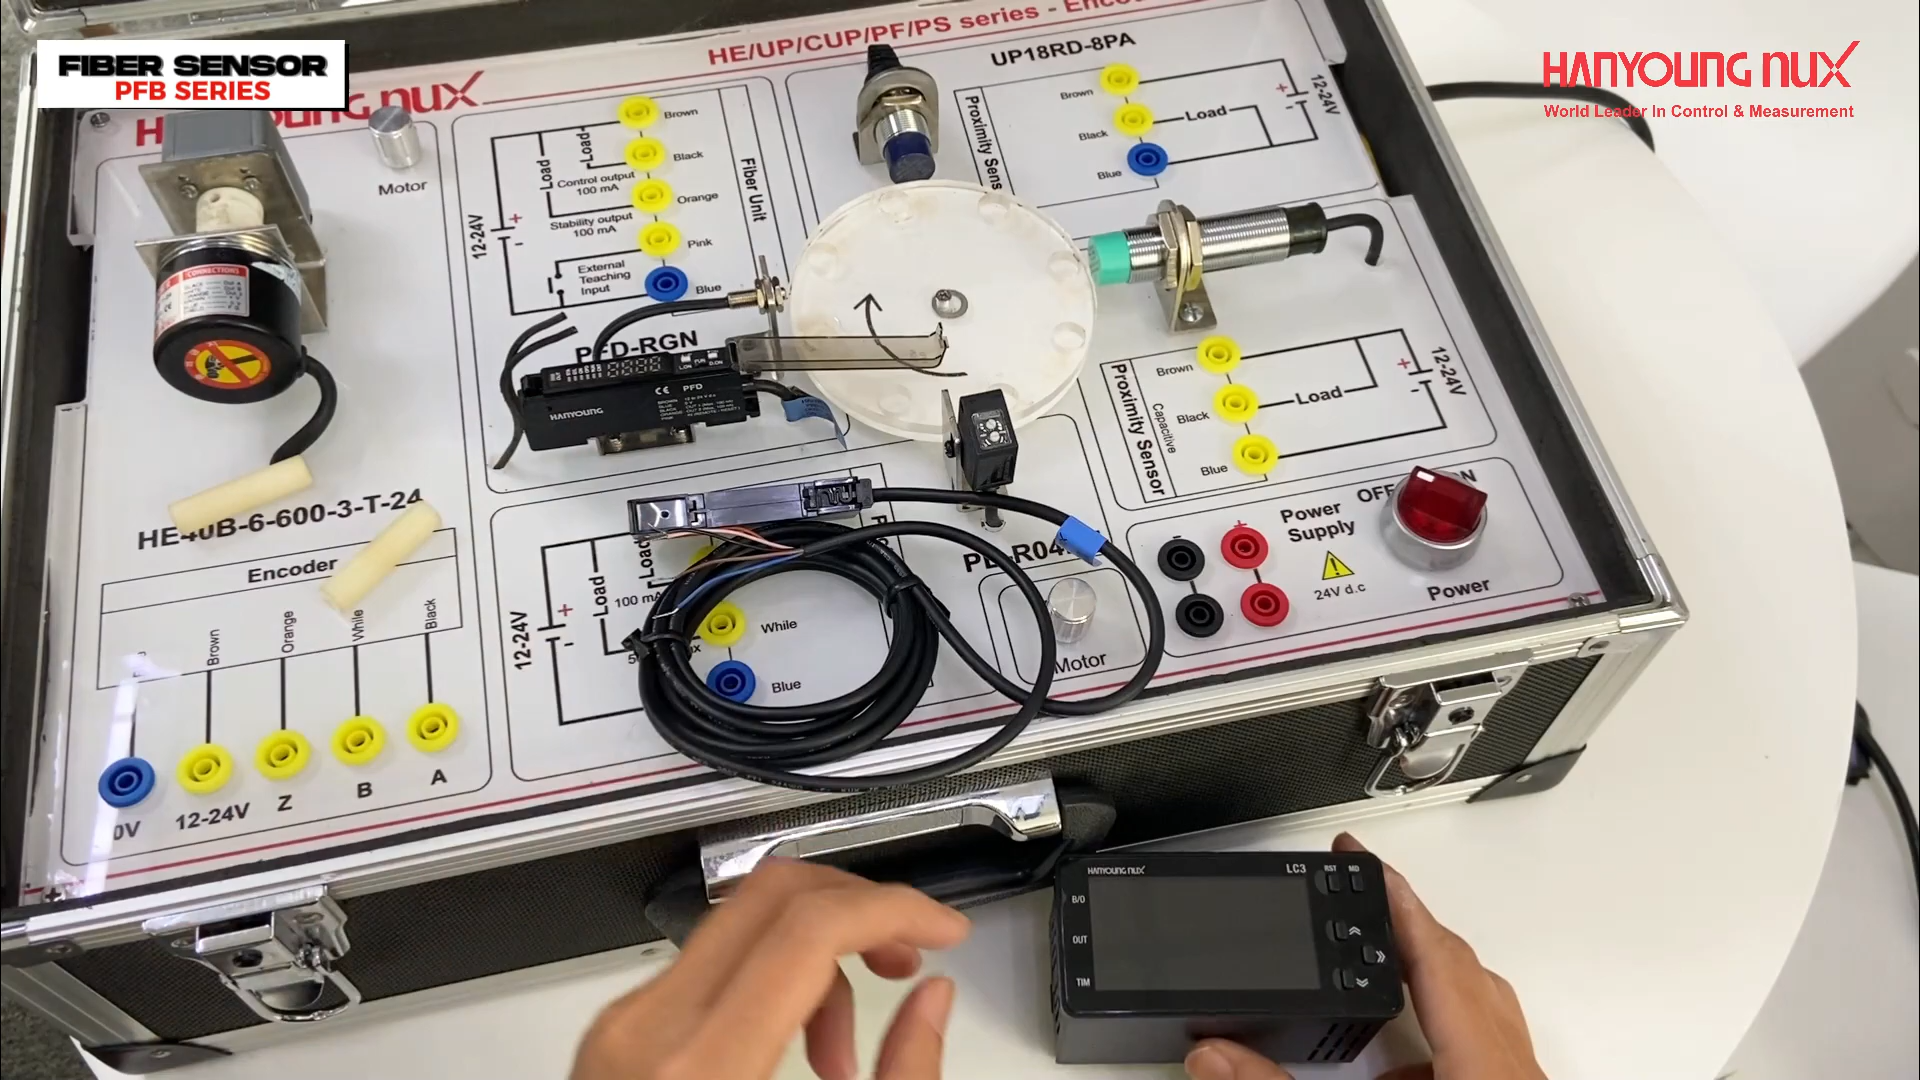 FIBER SENSOR
PFB SERIES
HANYOUNG NUX
World Leader In Control & Measurement
HE/UP/CUP/PF/PS series -
UP18RD-8PA
Motor
Brown
Black
Orange
Pink
Blue
Load
Load
Control output
100 mA
Stability output
100 mA
External
Teaching
Input
12-24V
+
-
Fiber Unit
PFD-RGN
HANYOUNG
CE PFD
Proximity Sens
Brown
Black
Blue
Load
+
12-24V
Proximity Sensor
Capacitive
Brown
Black
Blue
Load
+
12-24V
CONNECTIONS
HE40B-6-600-3-T-24
Encoder
Brown
Orange
While
Black
0V
12-24V
Z
B
A
12-24V
+
-
Load
Load
100 mA
While
Blue
Motor
-
+
Power
Supply
24V d.c
OFF
ON
Power
HANYOUNG NUX
LC3
RST
MD
B/O
OUT
TIM